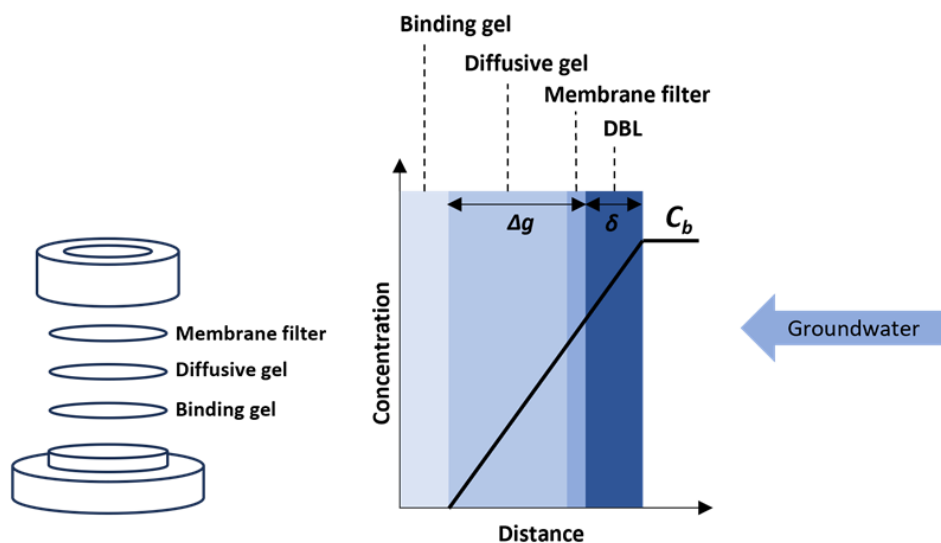 Membrane filter
Diffusive gel
Binding gel
Binding gel
Diffusive gel
Membrane filter
DBL
Δg
δ
C_b
Concentration
Distance
Groundwater